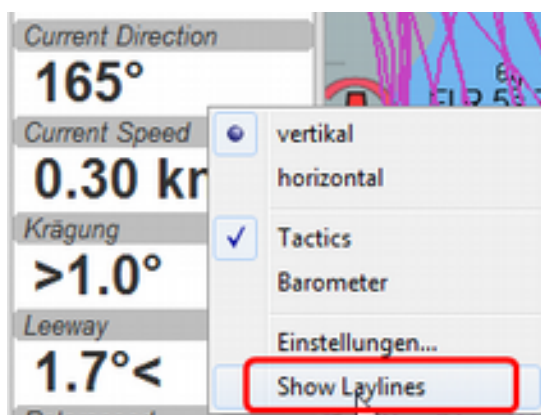 Current Direction
165°
Current Speed
0.30 kn
Krägung
>1.0°
Leeway
1.7°<
vertikal
horizontal
Tactics
Barometer
Einstellungen...
Show Laylines